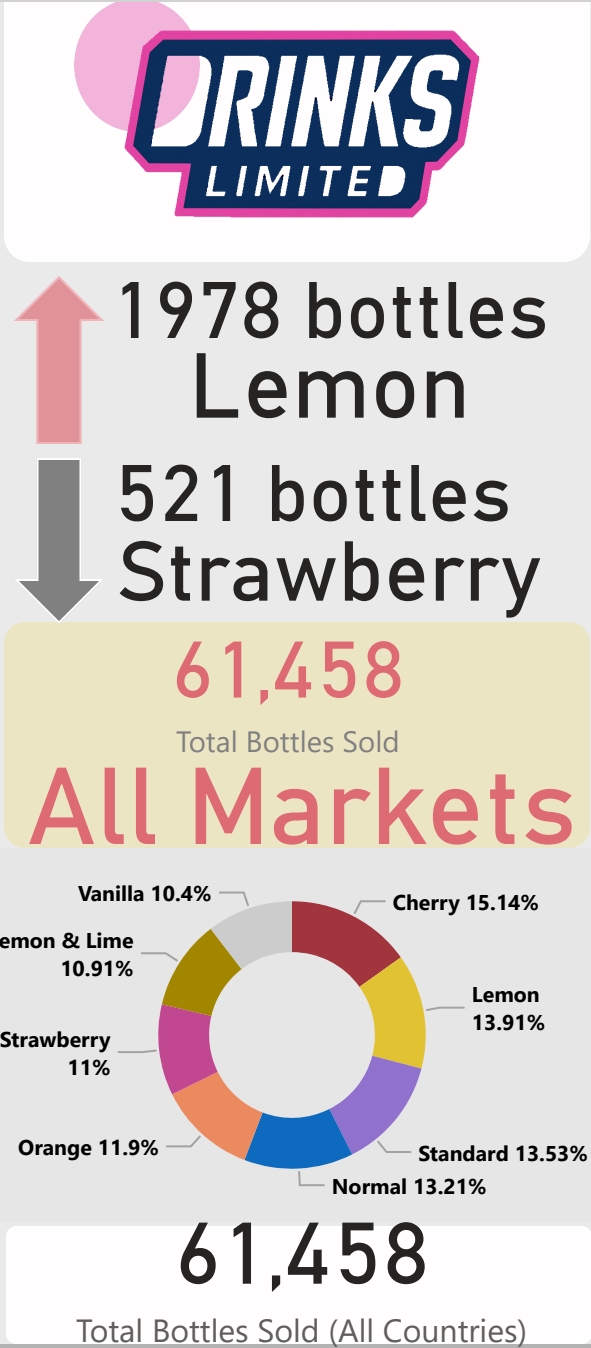 DRINKS
LIMITED
1978 bottles
Lemon
521 bottles
Strawberry
61,458
Total Bottles Sold
All Markets
Vanilla 10.4%
Cherry 15.14%
emon & Lime
10.91%
Lemon
13.91%
Strawberry
11%
Orange 11.9%
Standard 13.53%
Normal 13.21%
61,458
Total Bottles Sold (All Countries)